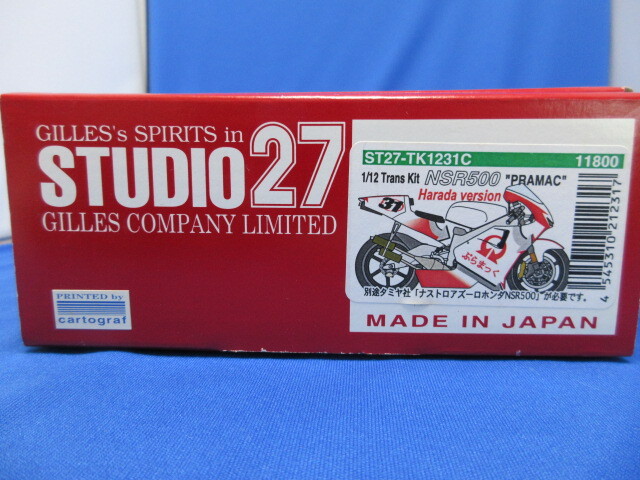 GILLES's SPIRITS in
STUDIO27
GILLES COMPANY LIMITED
PRINTED by
cartograf
ST27-TK1231C 11800
1/12 Trans Kit NSR500 "PRAMAC"
Harada version
31
ぷらまっく
別途タミヤ社「ナストロアズーロホンダNSR500」が必要です。
4 545310 212317
MADE IN JAPAN